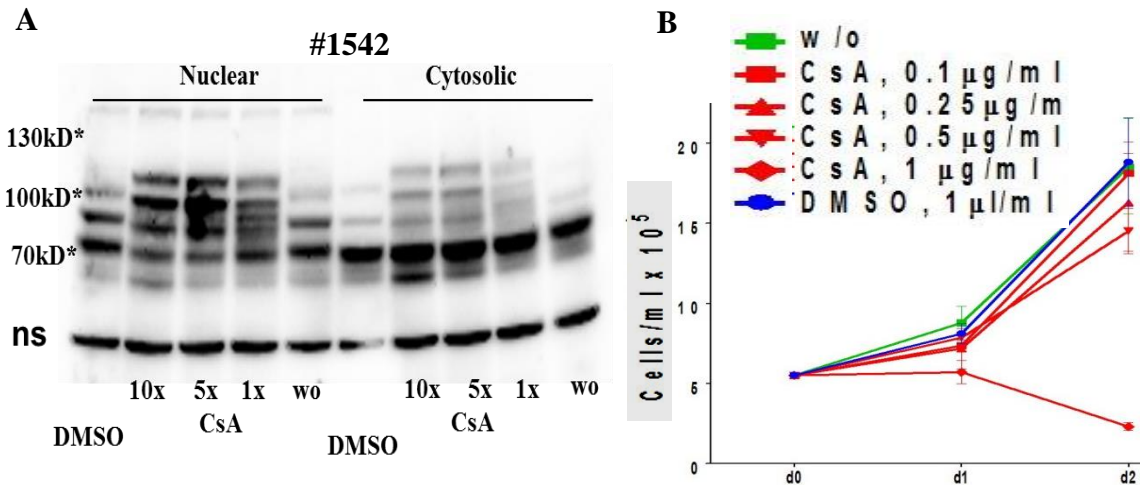 A
#1542
Nuclear Cytosolic
130kD*
100kD*
70kD*
ns
10x 5x 1x wo 10x 5x 1x wo
CsA CsA
DMSO DMSO
B
w/o
CsA, 0.1 µg/ml
CsA, 0.25µg/m
CsA, 0.5 µg/ml
CsA, 1 µg/ml
DMSO, 1 µl/ml
Cells/ml x 10⁵
20
15
10
5
0
d0 d1 d2